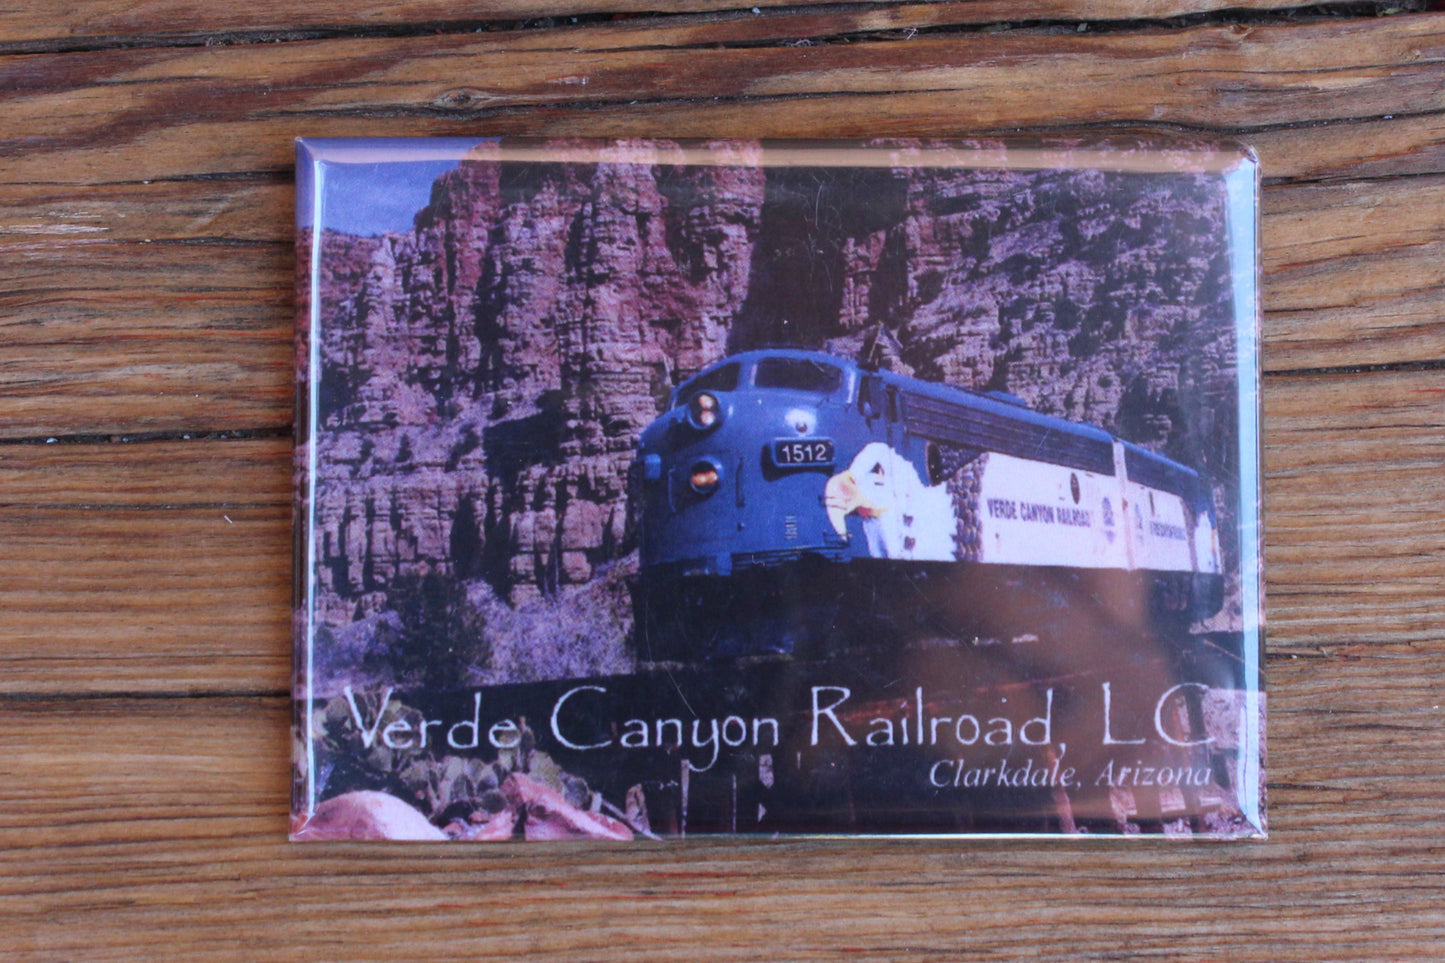 1512
VERDE CANYON RAILROAD
Verde Canyon Railroad, LC
Clarkdale, Arizona